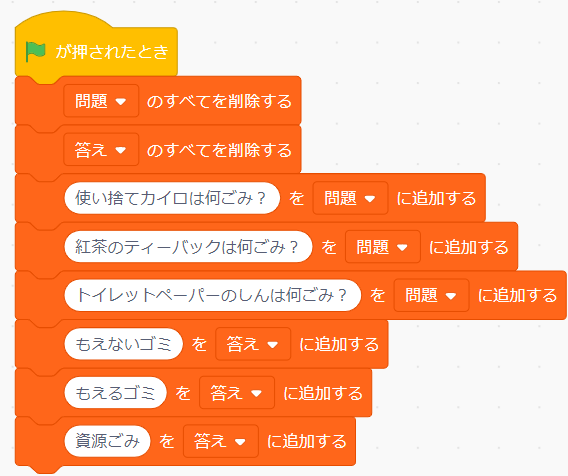 が押されたとき
問題 のすべてを削除する
答え のすべてを削除する
使い捨てカイロは何ごみ？ を 問題 に追加する
紅茶のティーバックは何ごみ？ を 問題 に追加する
トイレットペーパーのしんは何ごみ？ を 問題 に追加する
もえないゴミ を 答え に追加する
もえるゴミ を 答え に追加する
資源ごみ を 答え に追加する